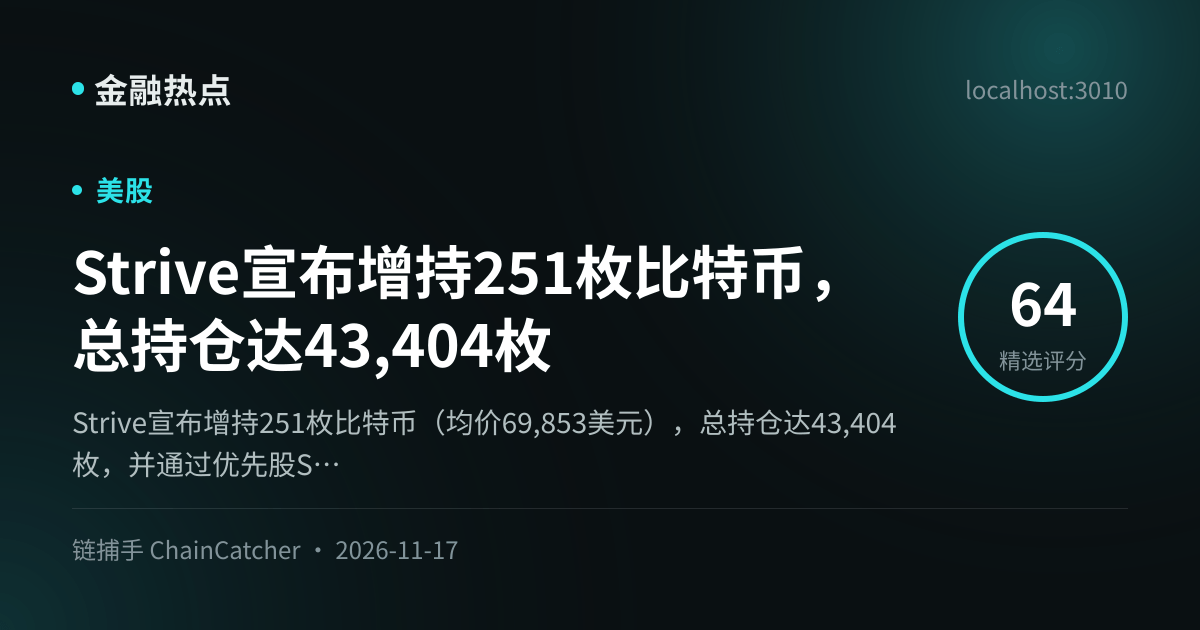 金融热点
localhost:3010
美股
Strive宣布增持251枚比特币，
总持仓达43,404枚
64
精选评分
Strive宣布增持251枚比特币（均价69,853美元），总持仓达43,404
枚，并通过优先股S…
链捕手 ChainCatcher · 2026-11-17